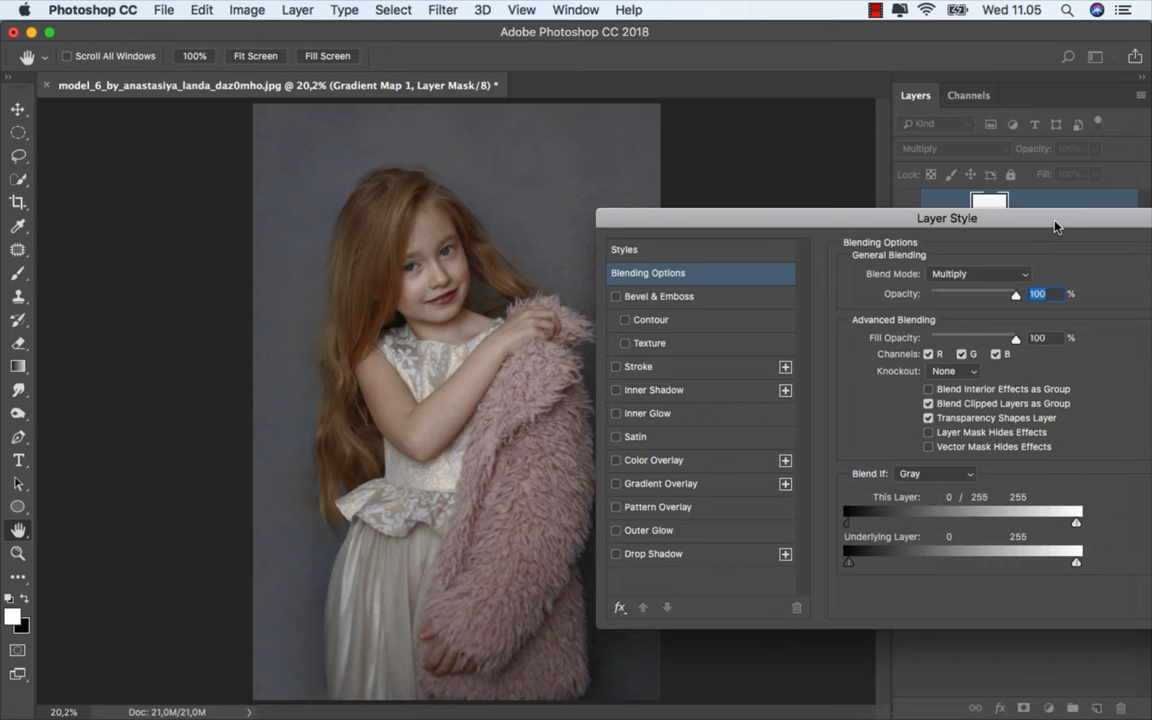 Photoshop CC File Edit Image Layer Type Select Filter 3D View Window Help Wed 11.05
Adobe Photoshop CC 2018
Scroll All Windows 100% Fit Screen Fill Screen
× model_6_by_anastasiya_landa_daz0mho.jpg @ 20,2% (Gradient Map 1, Layer Mask/8) *
Layers Channels
Kind
Multiply Opacity: 100%
Lock: Fill: 100%
Layer Style
Styles
Blending Options
Bevel & Emboss
Contour
Texture
Stroke
Inner Shadow
Inner Glow
Satin
Color Overlay
Gradient Overlay
Pattern Overlay
Outer Glow
Drop Shadow
fx
Blending Options
General Blending
Blend Mode: Multiply
Opacity: 100 %
Advanced Blending
Fill Opacity: 100 %
Channels: R G B
Knockout: None
Blend Interior Effects as Group
Blend Clipped Layers as Group
Transparency Shapes Layer
Layer Mask Hides Effects
Vector Mask Hides Effects
Blend If: Gray
This Layer: 0 / 255 255
Underlying Layer: 0 255
20,2% Doc: 21,0M/21,0M
fx